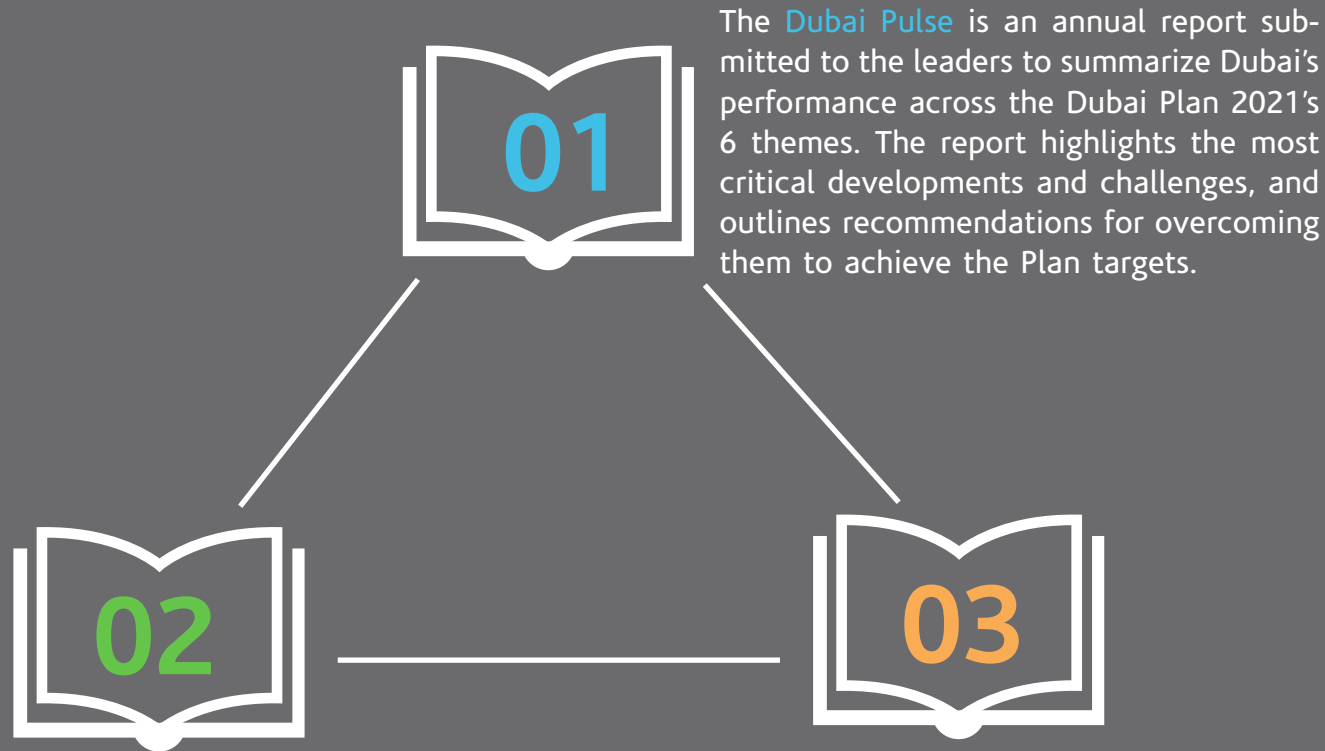 The Dubai Pulse is an annual report sub-
mitted to the leaders to summarize Dubai's
performance across the Dubai Plan 2021's
6 themes. The report highlights the most
critical developments and challenges, and
outlines recommendations for overcoming
them to achieve the Plan targets.
01
02
03